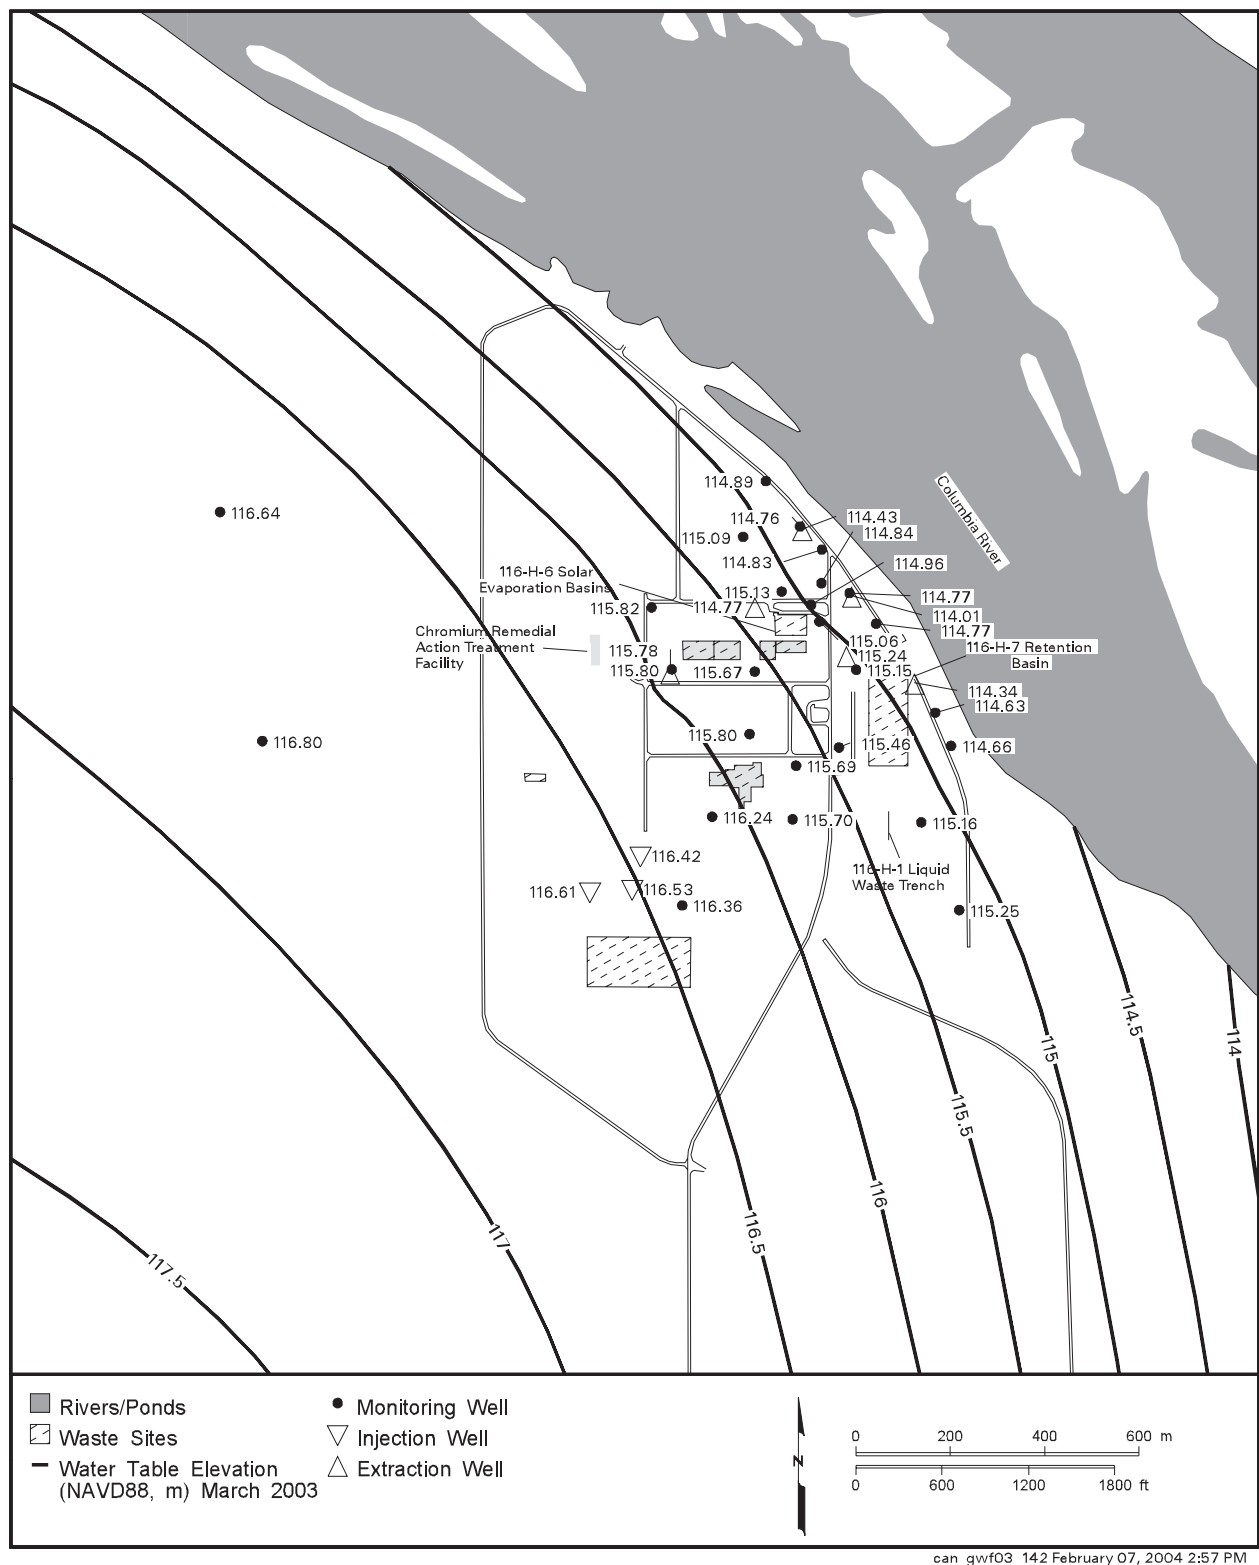 114.89
114.76
114.43
114.84
115.09
114.83
114.96
116.64
116-H-6 Solar
Evaporation Basins
115.13
114.77
114.77
114.01
114.77
115.82
Columbia River
Chromium Remedial
Action Treatment
Facility
115.78
115.80
115.67
115.06
115.24
115.15
116-H-7 Retention
Basin
114.34
114.63
116.80
115.80
115.46
114.66
115.69
116.24
115.70
115.16
116.42
116-H-1 Liquid
Waste Trench
116.61
116.53
116.36
115.25
114.5
114
115
115.5
116
116.5
117
117.5
Rivers/Ponds
Waste Sites
Water Table Elevation
(NAVD88, m) March 2003
Monitoring Well
Injection Well
Extraction Well
N
0 200 400 600 m
0 600 1200 1800 ft
can_gwf03_142 February 07, 2004 2:57 PM